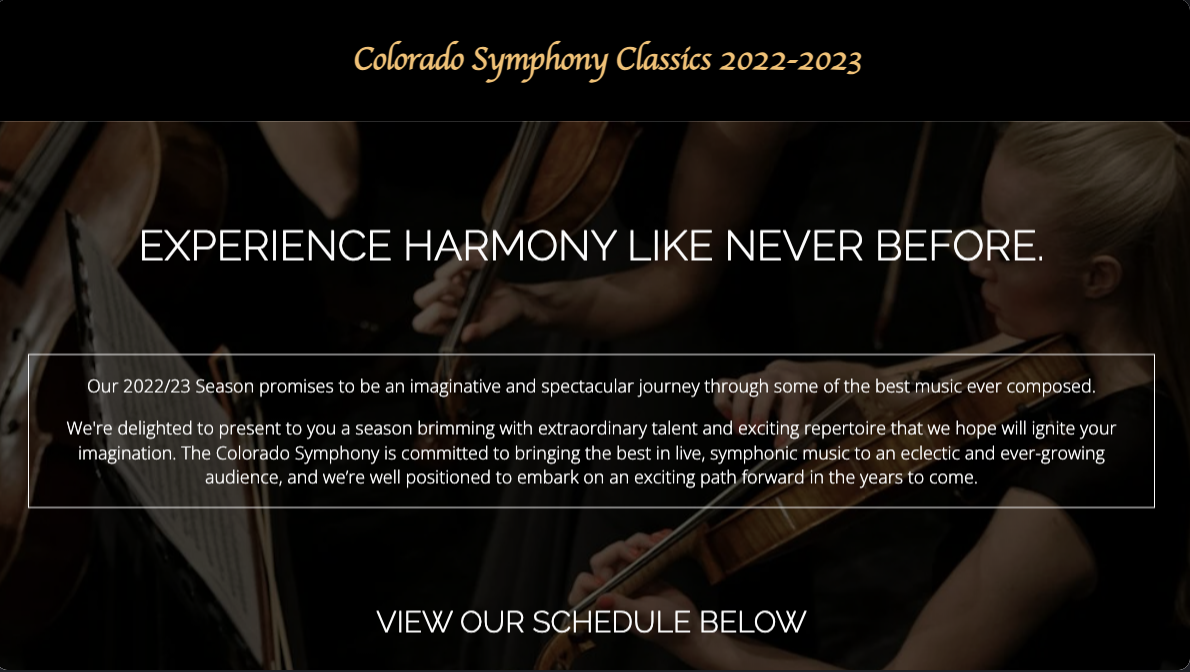 Colorado Symphony Classics 2022-2023
EXPERIENCE HARMONY LIKE NEVER BEFORE.
Our 2022/23 Season promises to be an imaginative and spectacular journey through some of the best music ever composed.
We're delighted to present to you a season brimming with extraordinary talent and exciting repertoire that we hope will ignite your
imagination. The Colorado Symphony is committed to bringing the best in live, symphonic music to an eclectic and ever-growing
audience, and we’re well positioned to embark on an exciting path forward in the years to come.
VIEW OUR SCHEDULE BELOW